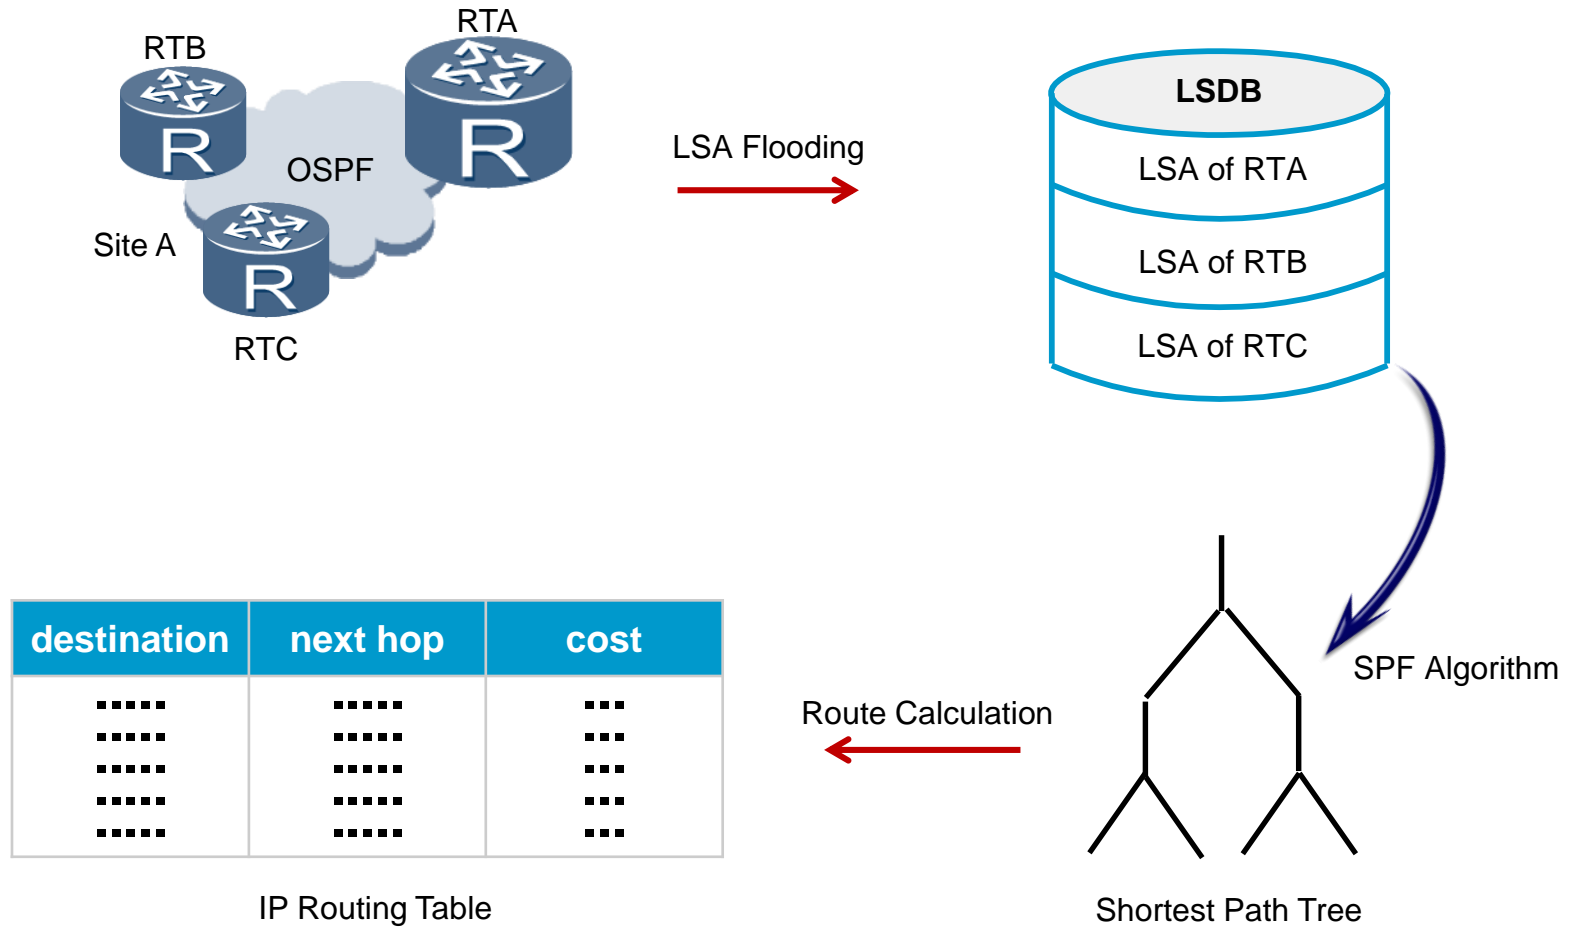 RTA
RTB
R
R
OSPF
Site A
R
RTC
LSA Flooding
LSDB
LSA of RTA
LSA of RTB
LSA of RTC
SPF Algorithm
Shortest Path Tree
Route Calculation
destination next hop cost
IP Routing Table